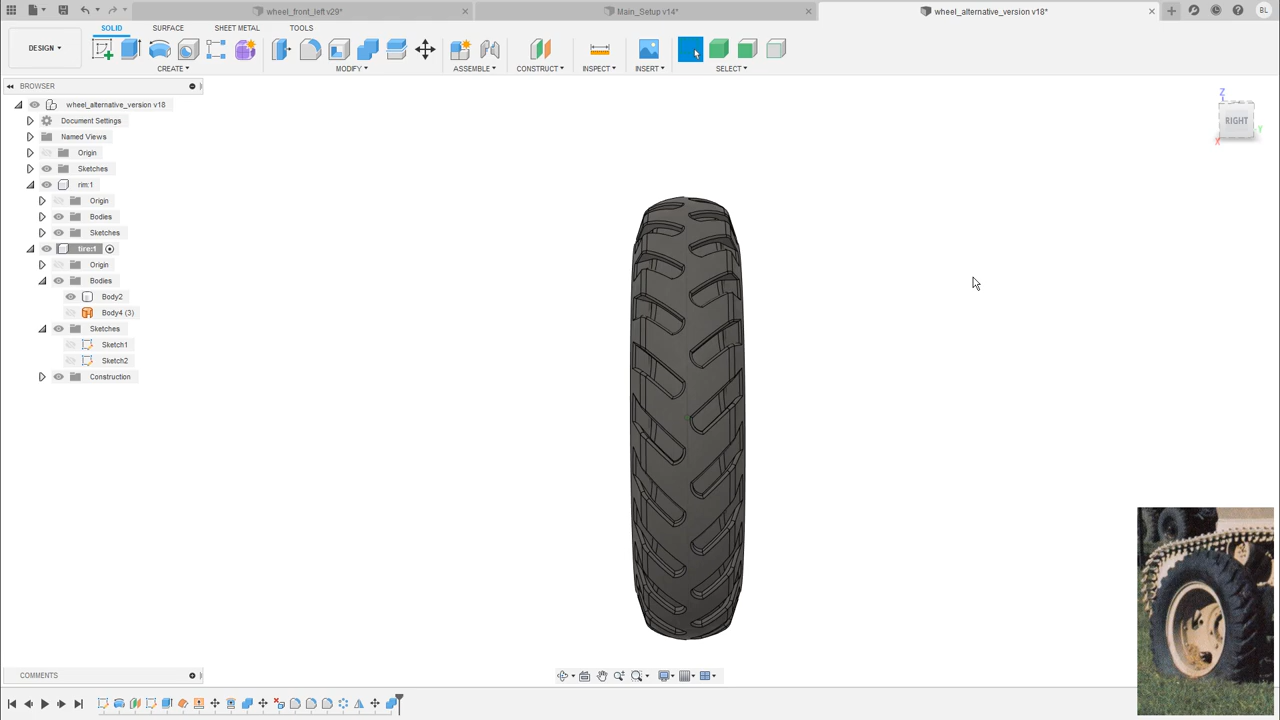 wheel_front_left v29*
Main_Setup v14*
wheel_alternative_version v18*
BL
SOLID SURFACE SHEET METAL TOOLS
DESIGN
CREATE MODIFY ASSEMBLE CONSTRUCT INSPECT INSERT SELECT
BROWSER
wheel_alternative_version v18
Document Settings
Named Views
Origin
Sketches
rim:1
Origin
Bodies
Sketches
tire:1
Origin
Bodies
Body2
Body4 (3)
Sketches
Sketch1
Sketch2
Construction
Z
RIGHT
Y
X
COMMENTS